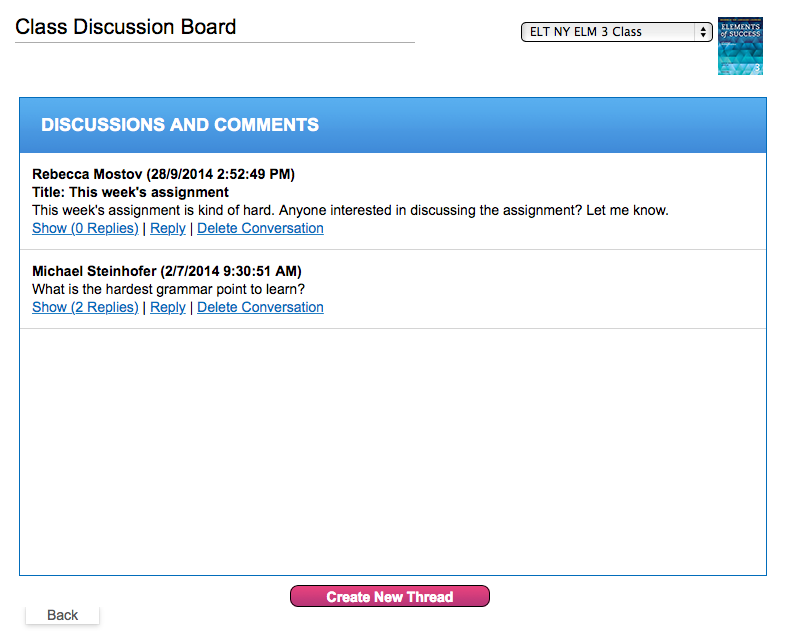 Class Discussion Board
ELT NY ELM 3 Class
ELEMENTS
of SUCCESS
3
DISCUSSIONS AND COMMENTS
Rebecca Mostov (28/9/2014 2:52:49 PM)
Title: This week's assignment
This week's assignment is kind of hard. Anyone interested in discussing the assignment? Let me know.
Show (0 Replies) | Reply | Delete Conversation
Michael Steinhofer (2/7/2014 9:30:51 AM)
What is the hardest grammar point to learn?
Show (2 Replies) | Reply | Delete Conversation
Create New Thread
Back